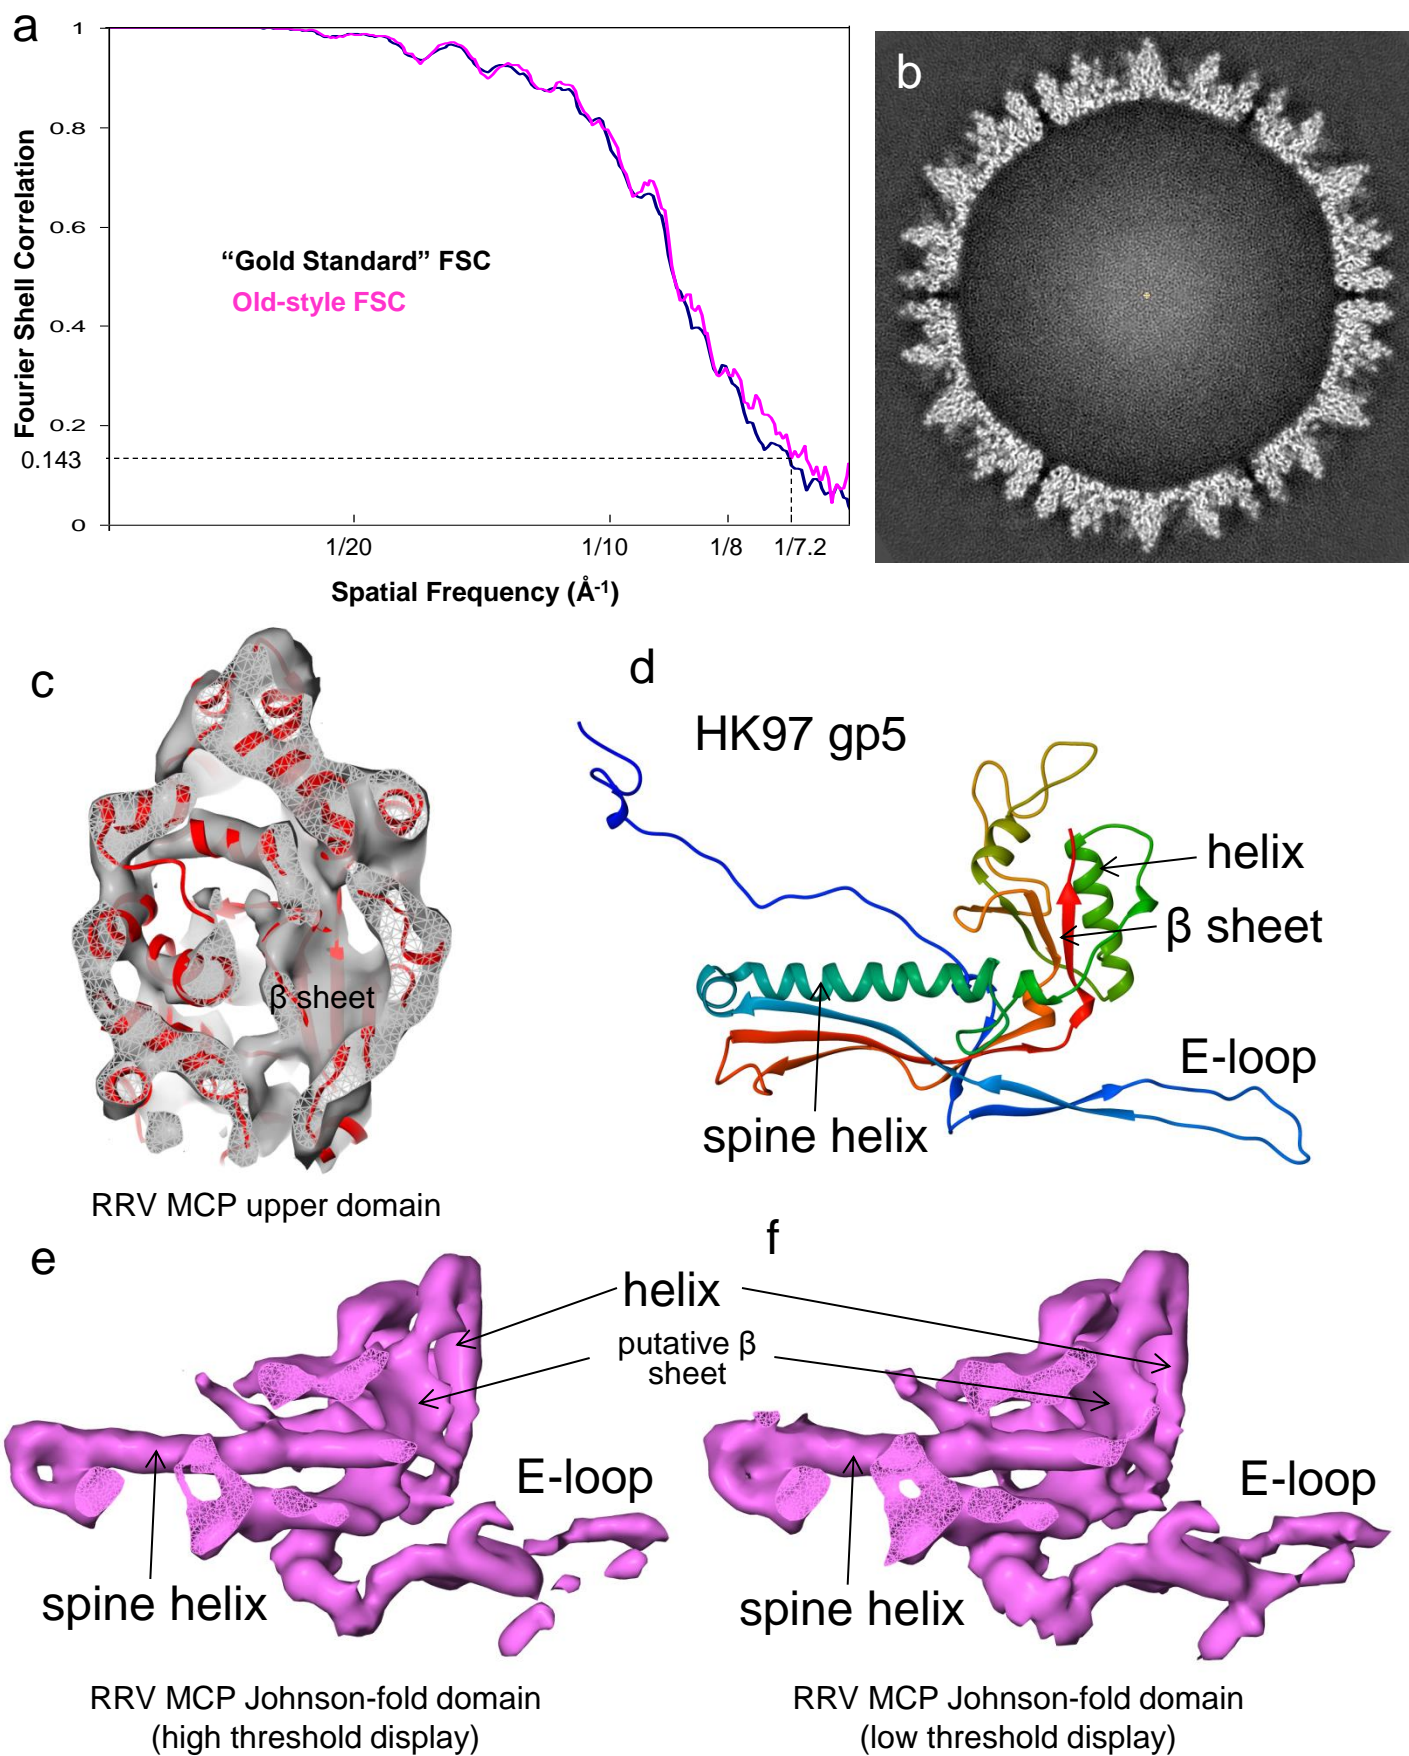 a
1
0.8
0.6
0.4
0.2
0.143
0
Fourier Shell Correlation
“Gold Standard” FSC
Old-style FSC
1/20
1/10
1/8
1/7.2
Spatial Frequency (Å-1)
b
c
β sheet
RRV MCP upper domain
d
HK97 gp5
helix
β sheet
E-loop
spine helix
e
f
helix
putative β
sheet
E-loop
spine helix
E-loop
spine helix
RRV MCP Johnson-fold domain
(high threshold display)
RRV MCP Johnson-fold domain
(low threshold display)